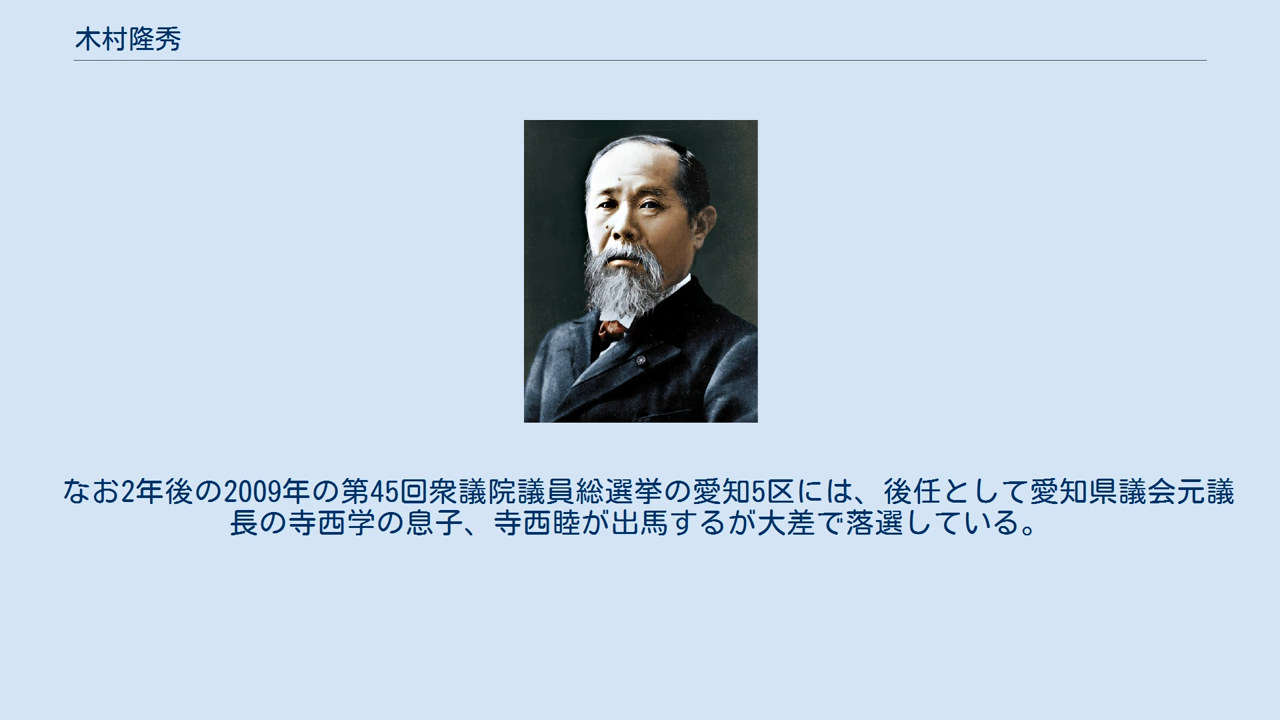 木村隆秀
なお2年後の2009年の第45回衆議院議員総選挙の愛知5区には、後任として愛知県議会元議
長の寺西学の息子、寺西睦が出馬するが大差で落選している。